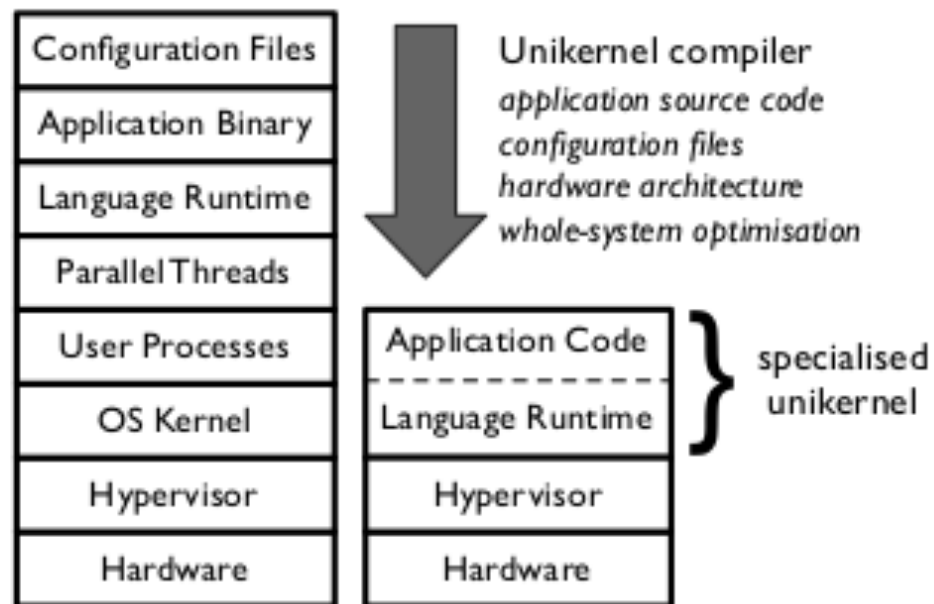 Configuration Files
Application Binary
Language Runtime
Parallel Threads
User Processes
OS Kernel
Hypervisor
Hardware
Unikernel compiler
application source code
configuration files
hardware architecture
whole-system optimisation
Application Code
Language Runtime
Hypervisor
Hardware
specialised
unikernel